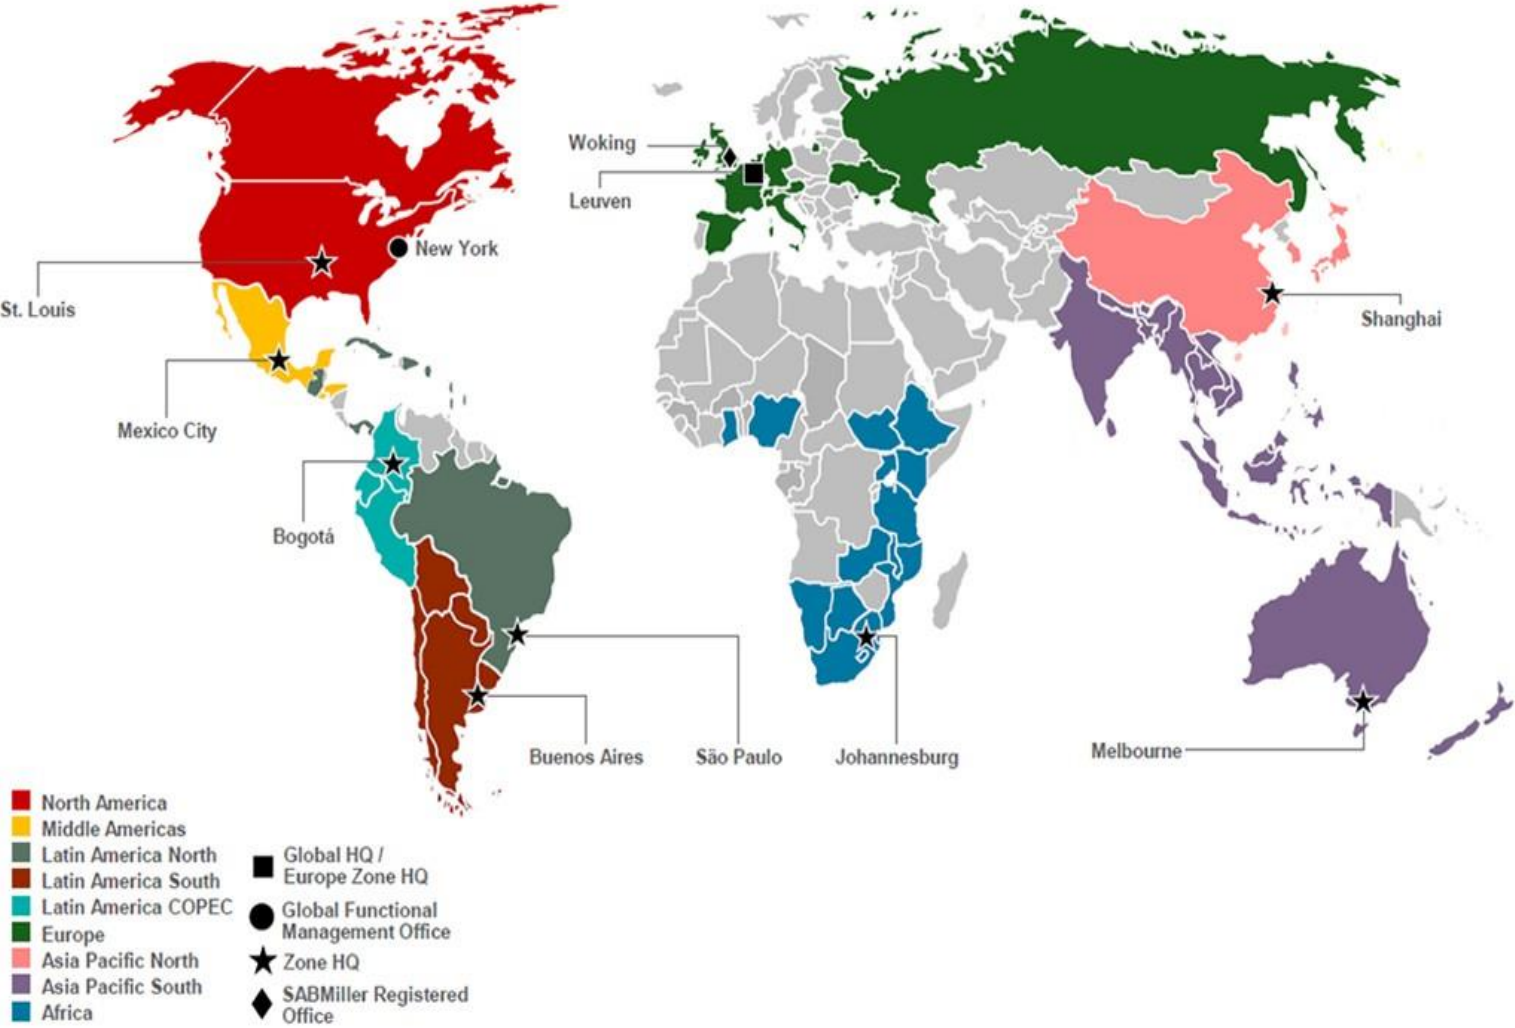 Woking
Leuven
New York
St. Louis
Shanghai
Mexico City
Bogotá
Buenos Aires
São Paulo
Johannesburg
Melbourne
North America
Middle Americas
Latin America North
Latin America South
Latin America COPEC
Europe
Asia Pacific North
Asia Pacific South
Africa
Global HQ /
Europe Zone HQ
Global Functional
Management Office
Zone HQ
SABMiller Registered
Office